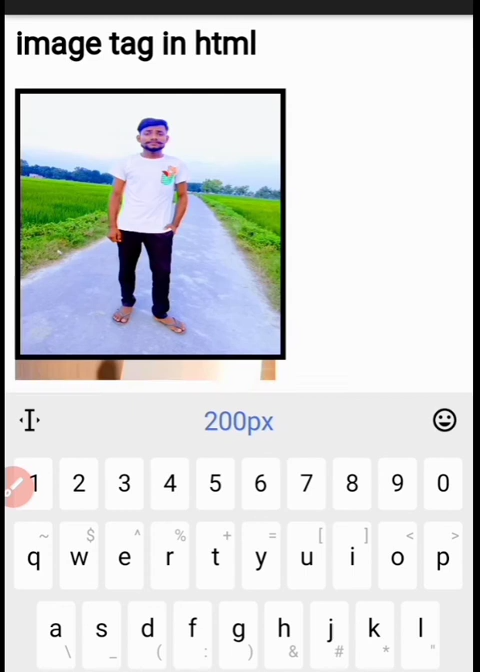 image tag in html
200px
1 2 3 4 5 6 7 8 9 0
~ $ ^ % + = [ ] < >
q w e r t y u i o p
a s d f g h j k l
\ _ ( : ) & # * "